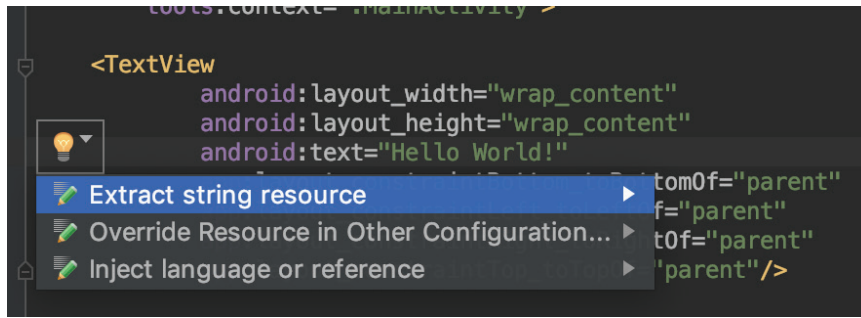 tools:context=".MainActivity">
<TextView
android:layout_width="wrap_content"
android:layout_height="wrap_content"
android:text="Hello World!"
tomOf="parent"
Extract string resource
f="parent"
Override Resource in Other Configuration...
tOf="parent"
Inject language or reference
"parent"/>